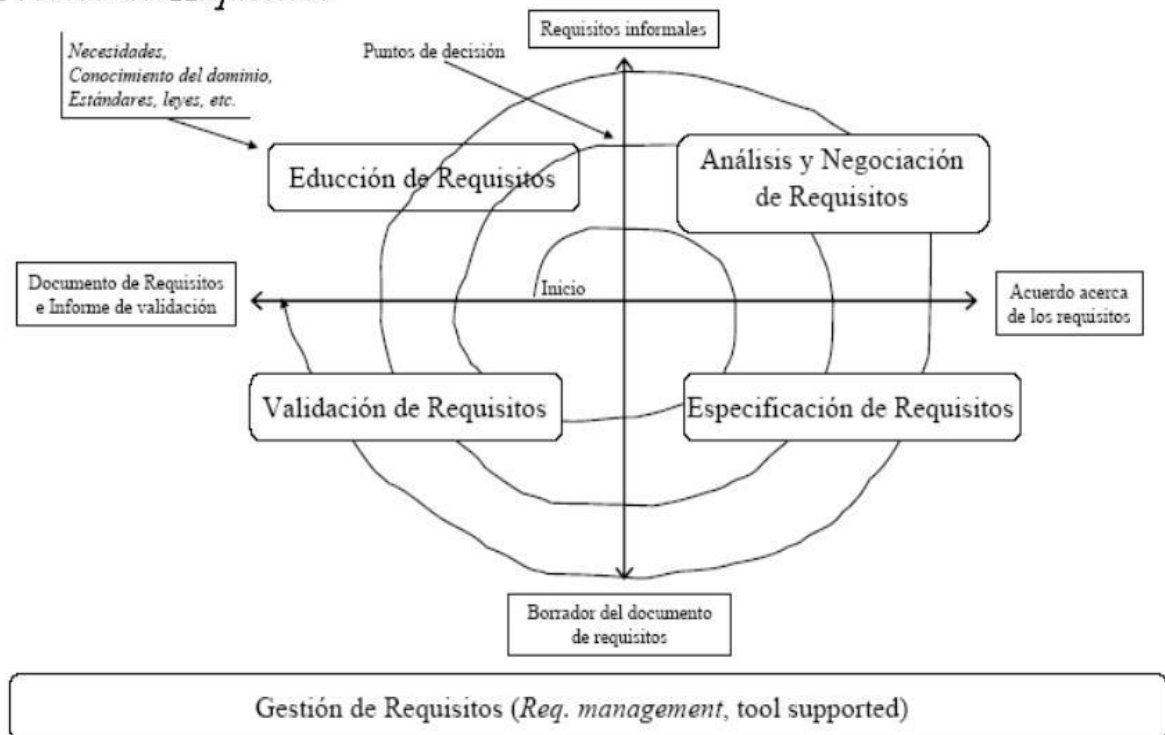 Requisitos informales
Necesidades,
Conocimiento del dominio,
Estándares, leyes, etc.
Puntos de decisión
Educción de Requisitos
Análisis y Negociación
de Requisitos
Documento de Requisitos
e Informe de validación
Inicio
Acuerdo acerca
de los requisitos
Validación de Requisitos
Especificación de Requisitos
Borrador del documento
de requisitos
Gestión de Requisitos (Req. management, tool supported)